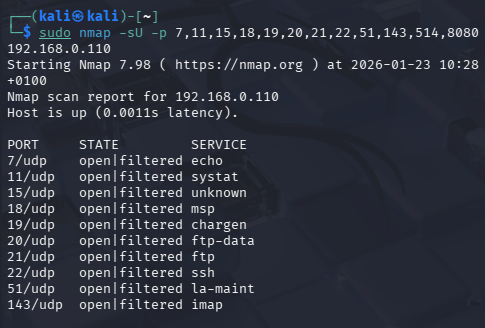 ┌──(kali㉿kali)-[~]
└─$ sudo nmap -sU -p 7,11,15,18,19,20,21,22,51,143,514,8080
192.168.0.110
Starting Nmap 7.98 ( https://nmap.org ) at 2026-01-23 10:28
+0100
Nmap scan report for 192.168.0.110
Host is up (0.0011s latency).

PORT     STATE         SERVICE
7/udp    open|filtered echo
11/udp   open|filtered systat
15/udp   open|filtered unknown
18/udp   open|filtered msp
19/udp   open|filtered chargen
20/udp   open|filtered ftp-data
21/udp   open|filtered ftp
22/udp   open|filtered ssh
51/udp   open|filtered la-maint
143/udp  open|filtered imap